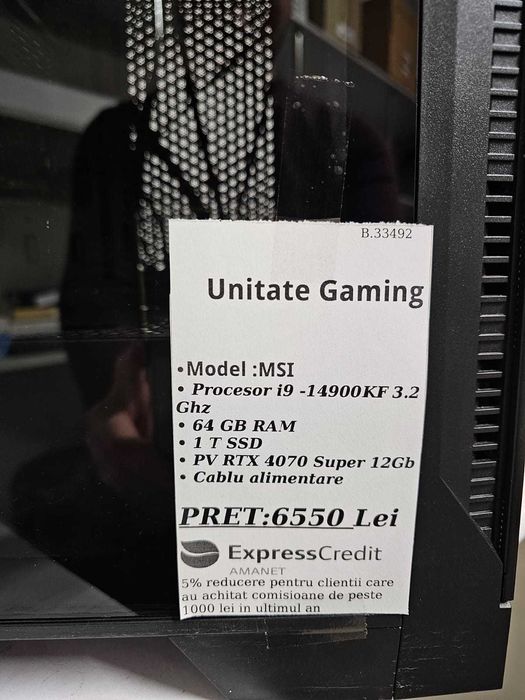 B.33492
Unitate Gaming
•Model :MSI
• Procesor i9 -14900KF 3.2
Ghz
• 64 GB RAM
• 1 T SSD
• PV RTX 4070 Super 12Gb
• Cablu alimentare
PRET:6550 Lei
ExpressCredit
AMANET
5% reducere pentru clientii care
au achitat comisioane de peste
1000 lei in ultimul an